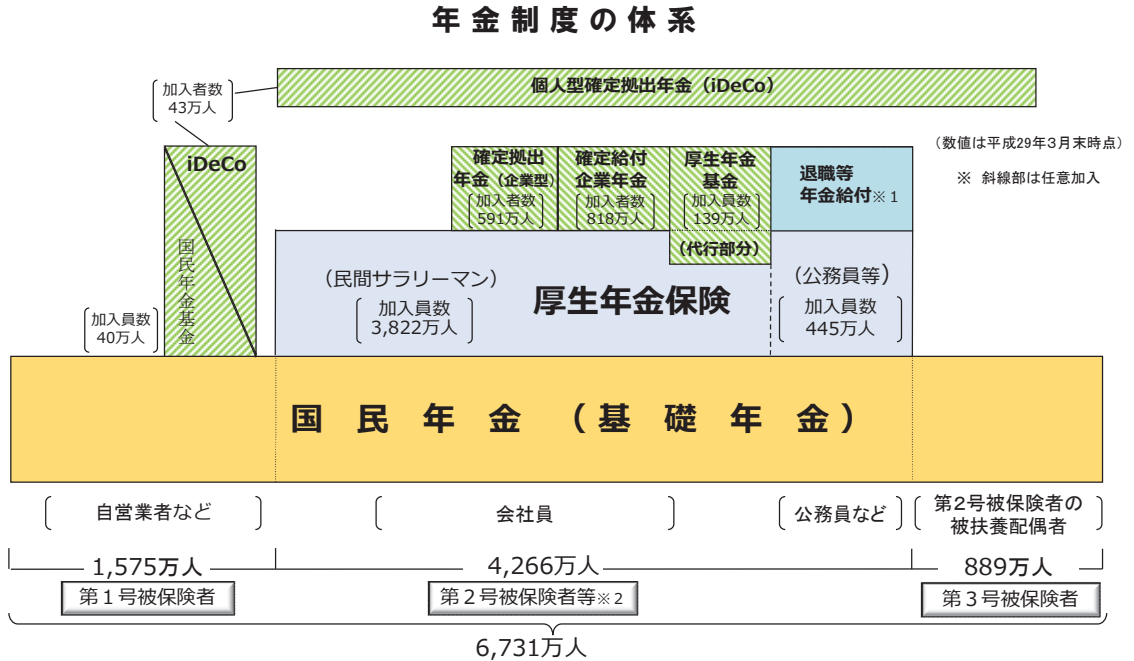 年金制度の体系
加入者数
43万人
個人型確定拠出年金（iDeCo）
(数値は平成29年3月末時点)
※ 斜線部は任意加入
iDeCo
国民年金基金
加入員数
40万人
確定拠出
年金（企業型）
加入者数
591万人
確定給付
企業年金
加入者数
818万人
厚生年金
基金
加入員数
139万人
(代行部分)
退職等
年金給付※1
(民間サラリーマン)
加入員数
3,822万人
厚生年金保険
(公務員等)
加入員数
445万人
国民年金（基礎年金）
自営業者など
会社員
公務員など
第2号被保険者の
被扶養配偶者
1,575万人
4,266万人
889万人
第1号被保険者
第2号被保険者等※2
第3号被保険者
6,731万人